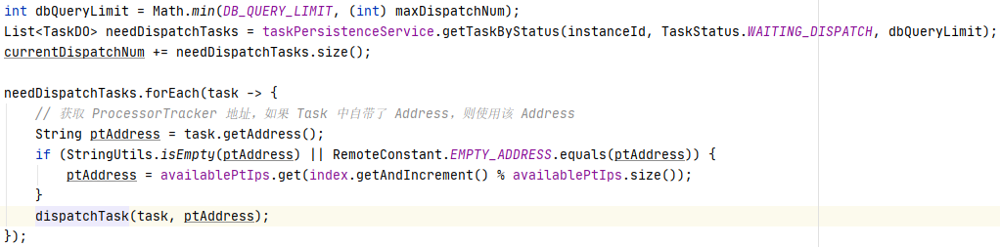 int dbQueryLimit = Math.min(DB_QUERY_LIMIT, (int) maxDispatchNum);
List<TaskDO> needDispatchTasks = taskPersistenceService.getTaskByStatus(instanceId, TaskStatus.WAITING_DISPATCH, dbQueryLimit);
currentDispatchNum += needDispatchTasks.size();

needDispatchTasks.forEach(task -> {
    // 获取 ProcessorTracker 地址，如果 Task 中自带了 Address，则使用该 Address
    String ptAddress = task.getAddress();
    if (StringUtils.isEmpty(ptAddress) || RemoteConstant.EMPTY_ADDRESS.equals(ptAddress)) {
        ptAddress = availablePtIps.get(index.getAndIncrement() % availablePtIps.size());
    }
    dispatchTask(task, ptAddress);
});